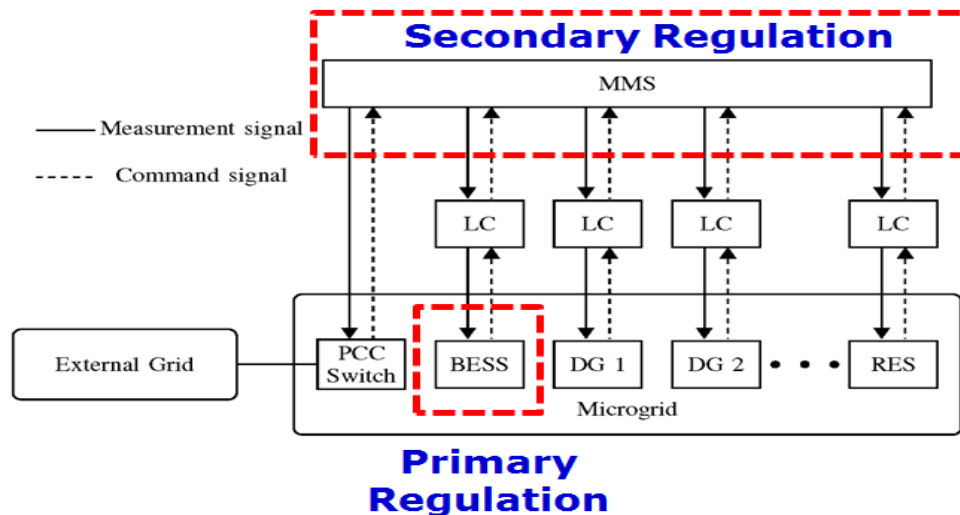 Secondary Regulation
MMS
Measurement signal
Command signal
LC
LC
LC
LC
External Grid
PCC
Switch
BESS
DG 1
DG 2
RES
Microgrid
Primary
Regulation